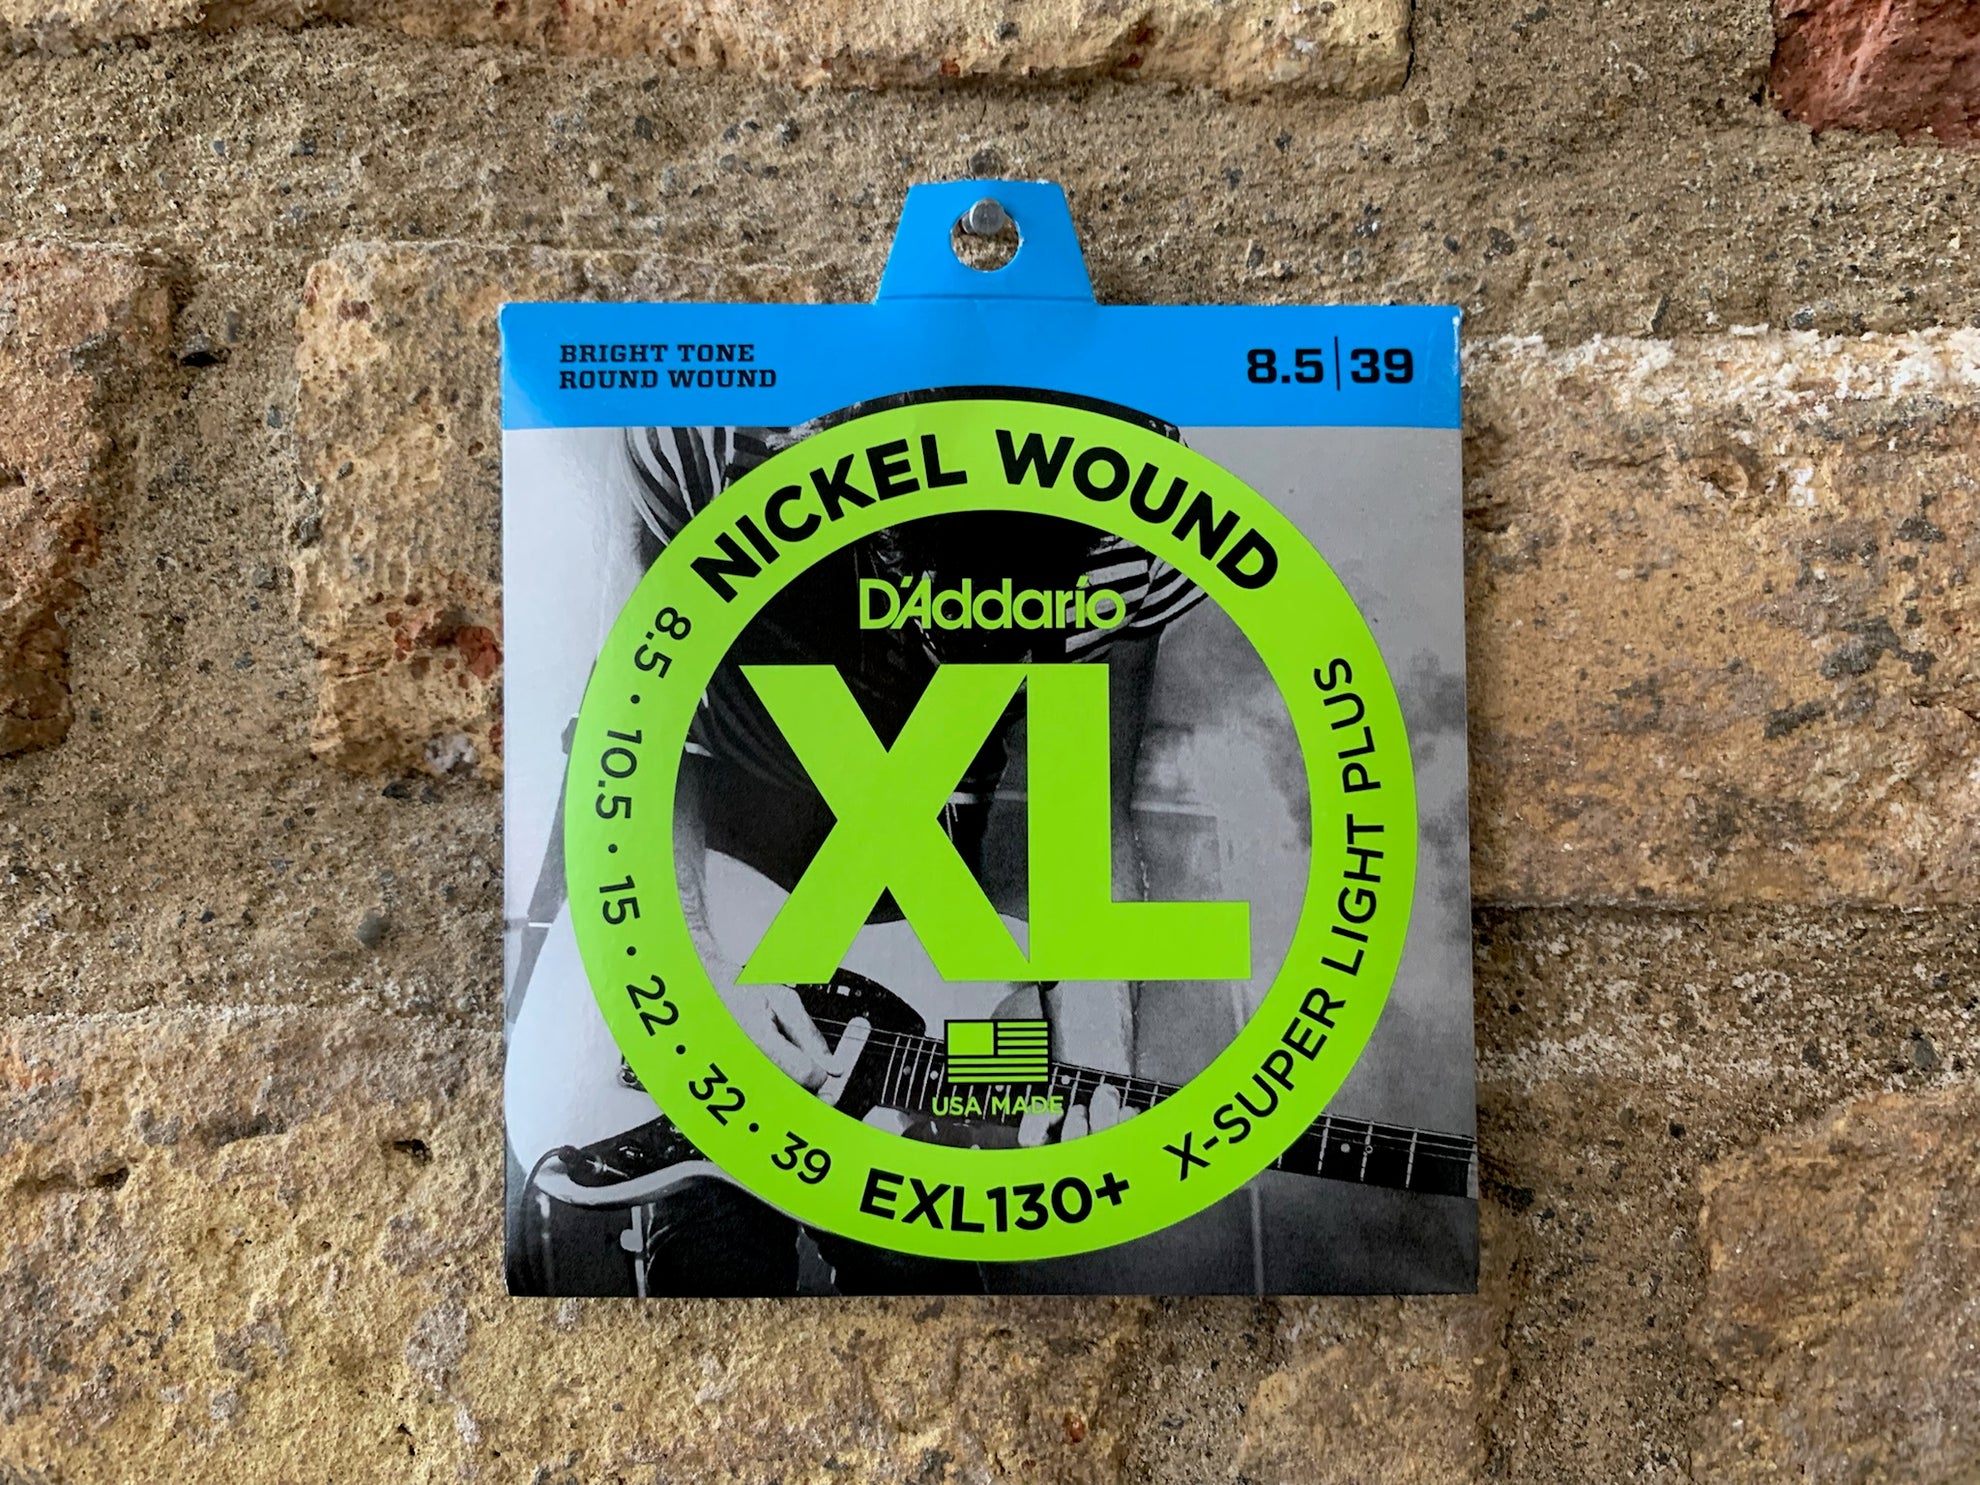 BRIGHT TONE
ROUND WOUND
8.5|39
NICKEL WOUND
D'Addario
XL
USA MADE
8.5 · 10.5 · 15 · 22 · 32 · 39
EXL130+
X-SUPER LIGHT PLUS